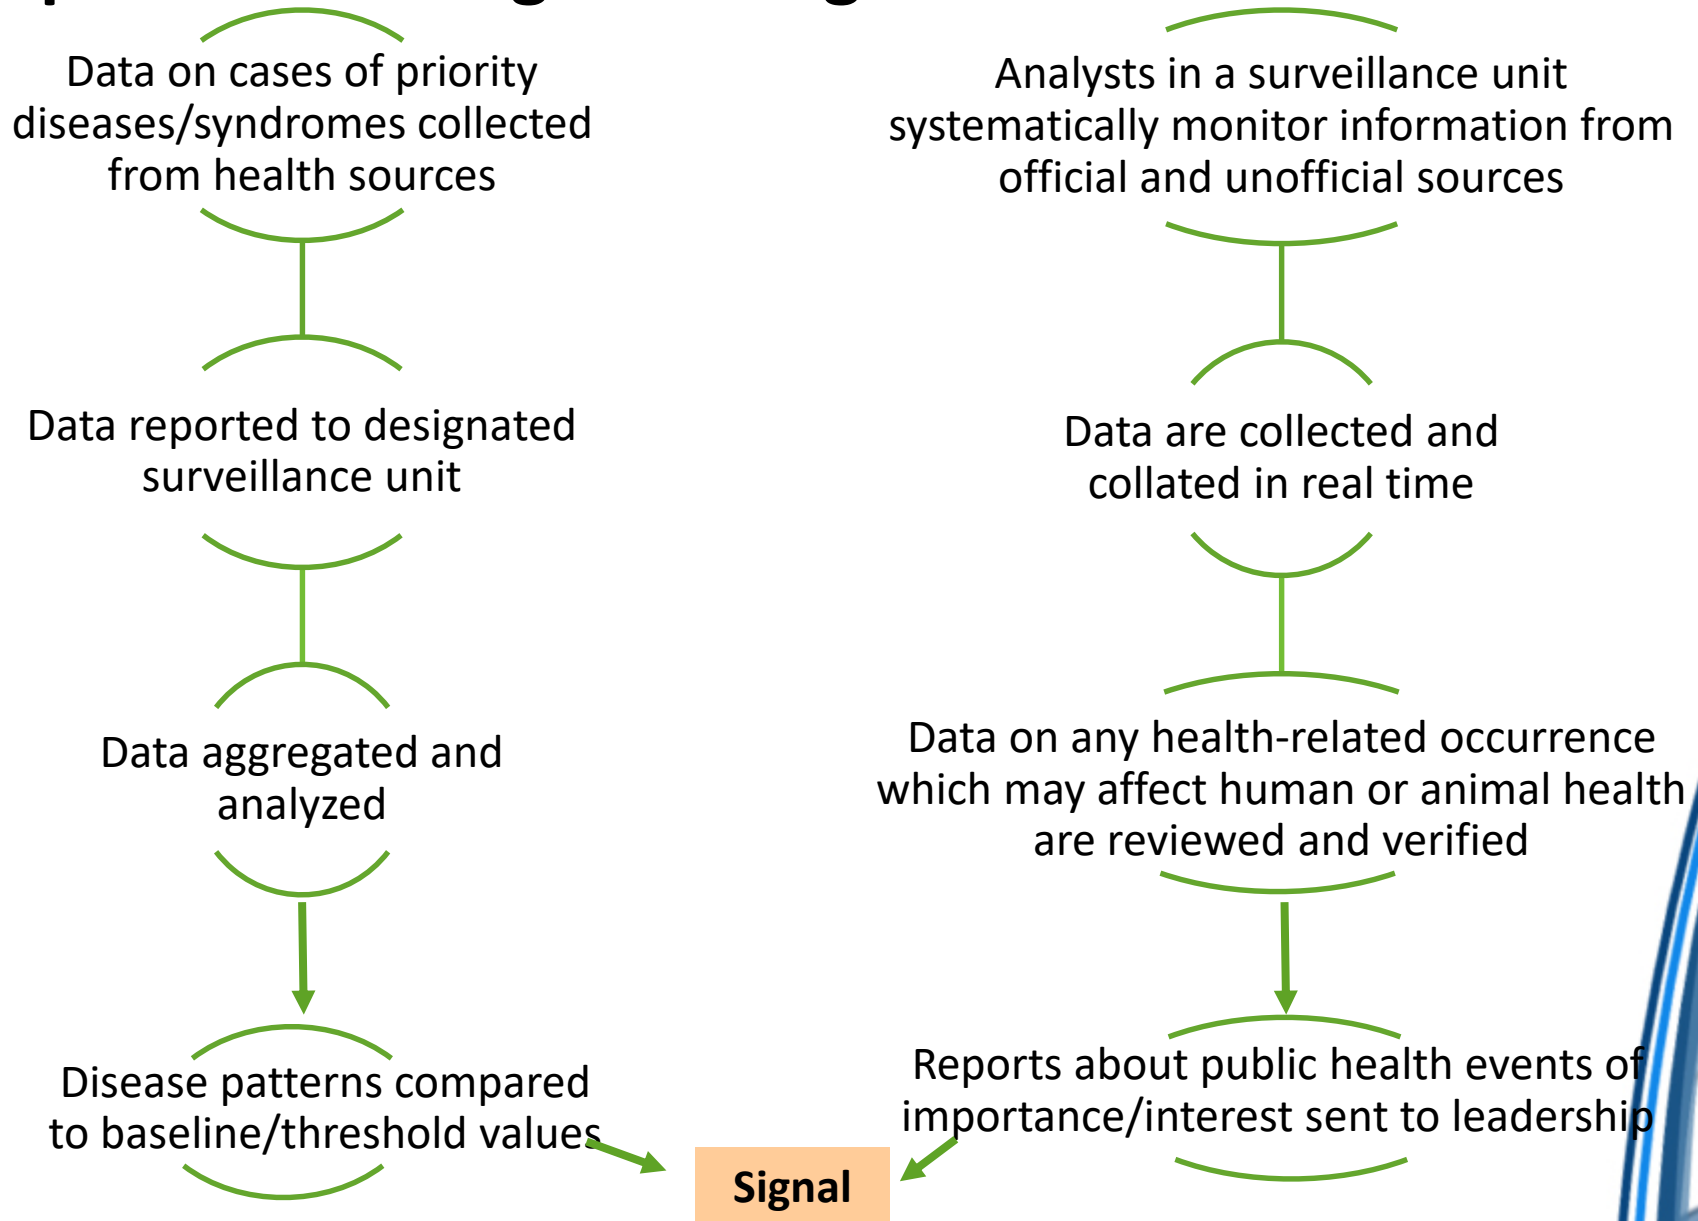 Data on cases of priority
diseases/syndromes collected
from health sources
Data reported to designated
surveillance unit
Data aggregated and
analyzed
Disease patterns compared
to baseline/threshold values
Analysts in a surveillance unit
systematically monitor information from
official and unofficial sources
Data are collected and
collated in real time
Data on any health-related occurrence
which may affect human or animal health
are reviewed and verified
Reports about public health events of
importance/interest sent to leadership
Signal